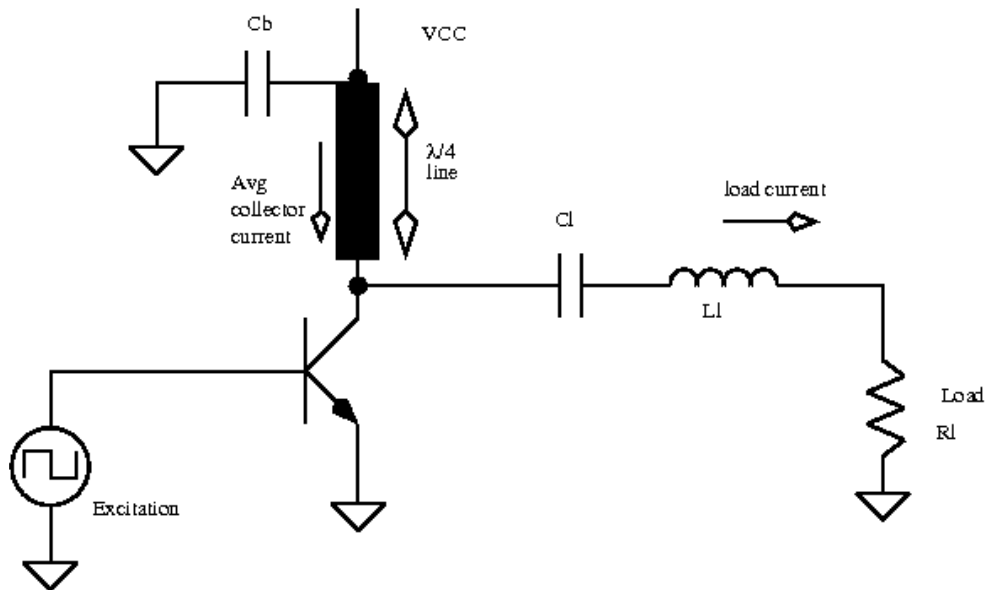 Cb
VCC
λ/4
line
Avg
collector
current
load current
Cl
Ll
Load
Rl
Excitation